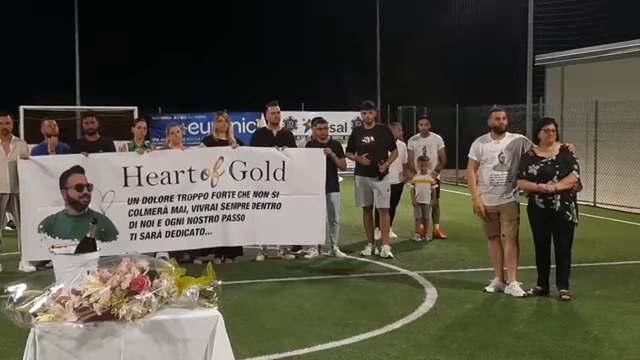 Heart of Gold
UN DOLORE TROPPO FORTE CHE NON SI
COLMERÀ MAI, VIVRAI SEMPRE DENTRO
DI NOI E OGNI NOSTRO PASSO
TI SARÀ DEDICATO...